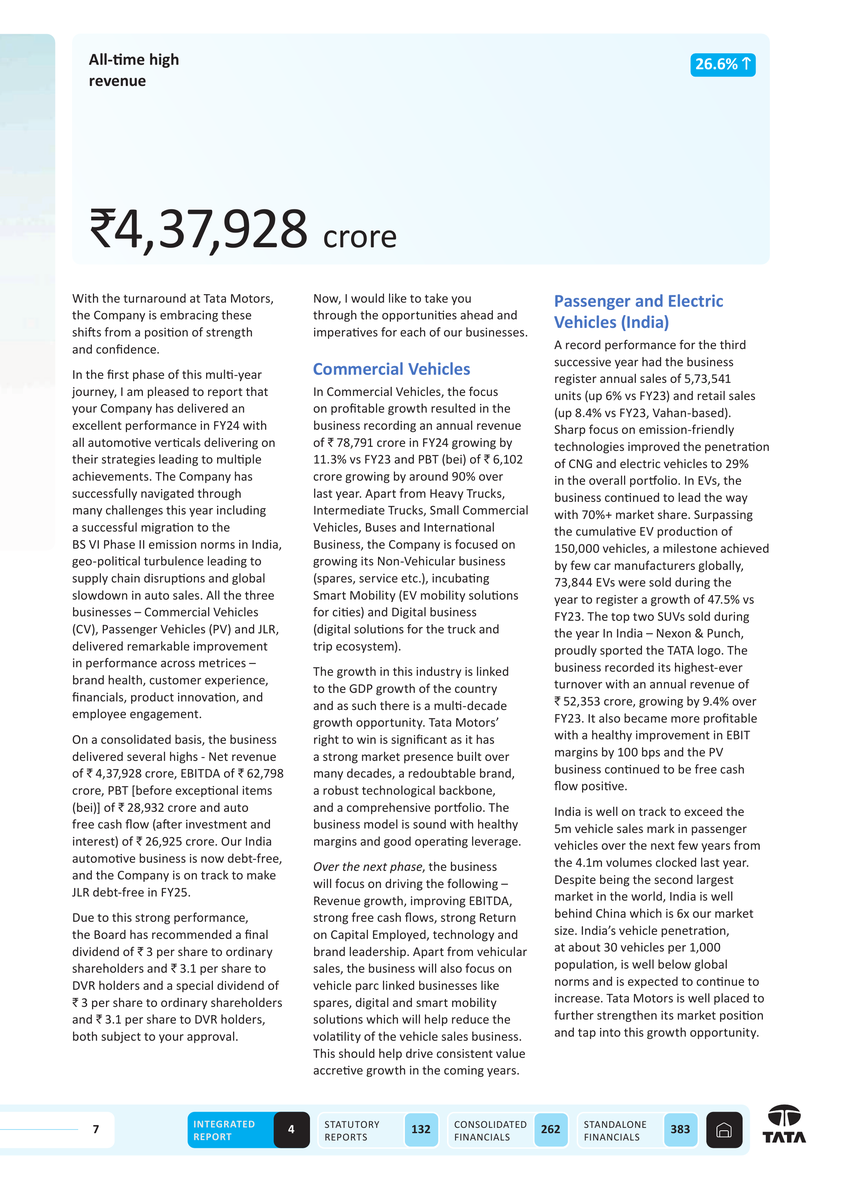 All-time high
revenue
26.6% ↑
₹4,37,928 crore
With the turnaround at Tata Motors,
the Company is embracing these
shifts from a position of strength
and confidence.
In the first phase of this multi-year
journey, I am pleased to report that
your Company has delivered an
excellent performance in FY24 with
all automotive verticals delivering on
their strategies leading to multiple
achievements. The Company has
successfully navigated through
many challenges this year including
a successful migration to the
BS VI Phase II emission norms in India,
geo-political turbulence leading to
supply chain disruptions and global
slowdown in auto sales. All the three
businesses – Commercial Vehicles
(CV), Passenger Vehicles (PV) and JLR,
delivered remarkable improvement
in performance across metrices –
brand health, customer experience,
financials, product innovation, and
employee engagement.
On a consolidated basis, the business
delivered several highs - Net revenue
of ₹ 4,37,928 crore, EBITDA of ₹ 62,798
crore, PBT [before exceptional items
(bei)] of ₹ 28,932 crore and auto
free cash flow (after investment and
interest) of ₹ 26,925 crore. Our India
automotive business is now debt-free,
and the Company is on track to make
JLR debt-free in FY25.
Due to this strong performance,
the Board has recommended a final
dividend of ₹ 3 per share to ordinary
shareholders and ₹ 3.1 per share to
DVR holders and a special dividend of
₹ 3 per share to ordinary shareholders
and ₹ 3.1 per share to DVR holders,
both subject to your approval.
Now, I would like to take you
through the opportunities ahead and
imperatives for each of our businesses.
Commercial Vehicles
In Commercial Vehicles, the focus
on profitable growth resulted in the
business recording an annual revenue
of ₹ 78,791 crore in FY24 growing by
11.3% vs FY23 and PBT (bei) of ₹ 6,102
crore growing by around 90% over
last year. Apart from Heavy Trucks,
Intermediate Trucks, Small Commercial
Vehicles, Buses and International
Business, the Company is focused on
growing its Non-Vehicular business
(spares, service etc.), incubating
Smart Mobility (EV mobility solutions
for cities) and Digital business
(digital solutions for the truck and
trip ecosystem).
The growth in this industry is linked
to the GDP growth of the country
and as such there is a multi-decade
growth opportunity. Tata Motors’
right to win is significant as it has
a strong market presence built over
many decades, a redoubtable brand,
a robust technological backbone,
and a comprehensive portfolio. The
business model is sound with healthy
margins and good operating leverage.
Over the next phase, the business
will focus on driving the following –
Revenue growth, improving EBITDA,
strong free cash flows, strong Return
on Capital Employed, technology and
brand leadership. Apart from vehicular
sales, the business will also focus on
vehicle parc linked businesses like
spares, digital and smart mobility
solutions which will help reduce the
volatility of the vehicle sales business.
This should help drive consistent value
accretive growth in the coming years.
Passenger and Electric
Vehicles (India)
A record performance for the third
successive year had the business
register annual sales of 5,73,541
units (up 6% vs FY23) and retail sales
(up 8.4% vs FY23, Vahan-based).
Sharp focus on emission-friendly
technologies improved the penetration
of CNG and electric vehicles to 29%
in the overall portfolio. In EVs, the
business continued to lead the way
with 70%+ market share. Surpassing
the cumulative EV production of
150,000 vehicles, a milestone achieved
by few car manufacturers globally,
73,844 EVs were sold during the
year to register a growth of 47.5% vs
FY23. The top two SUVs sold during
the year In India – Nexon & Punch,
proudly sported the TATA logo. The
business recorded its highest-ever
turnover with an annual revenue of
₹ 52,353 crore, growing by 9.4% over
FY23. It also became more profitable
with a healthy improvement in EBIT
margins by 100 bps and the PV
business continued to be free cash
flow positive.
India is well on track to exceed the
5m vehicle sales mark in passenger
vehicles over the next few years from
the 4.1m volumes clocked last year.
Despite being the second largest
market in the world, India is well
behind China which is 6x our market
size. India’s vehicle penetration,
at about 30 vehicles per 1,000
population, is well below global
norms and is expected to continue to
increase. Tata Motors is well placed to
further strengthen its market position
and tap into this growth opportunity.
7
INTEGRATED
REPORT
4
STATUTORY
REPORTS
132
CONSOLIDATED
FINANCIALS
262
STANDALONE
FINANCIALS
383
TATA